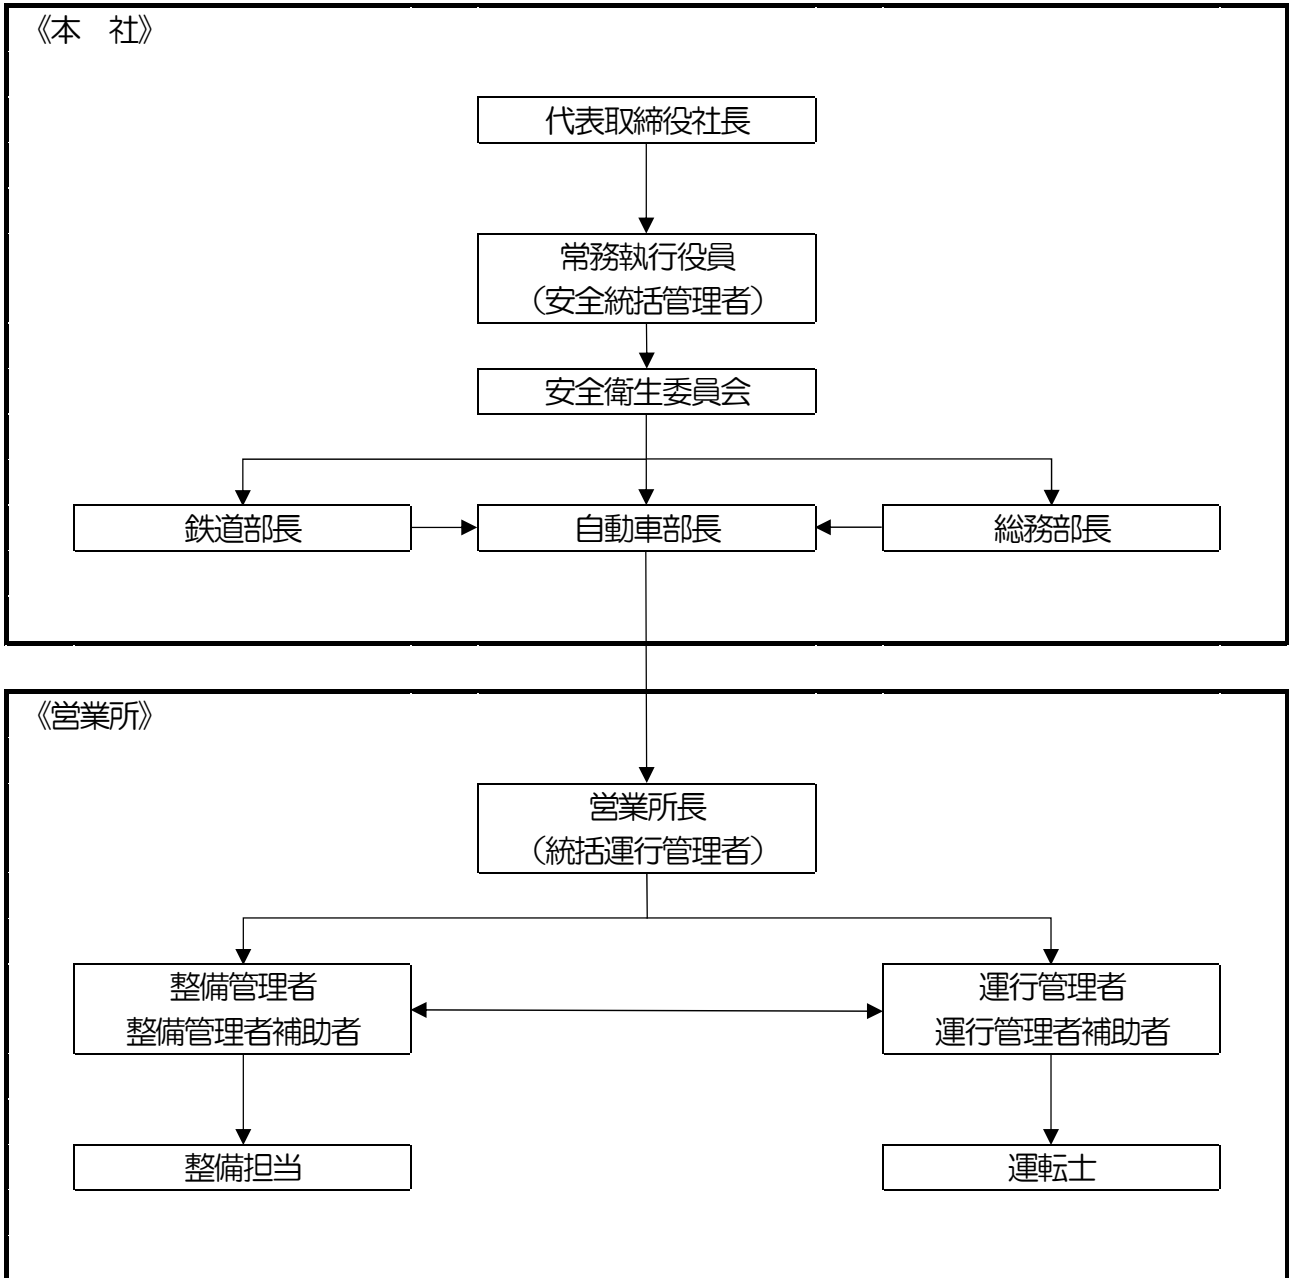 《本　社》
代表取締役社長
常務執行役員
（安全統括管理者）
安全衛生委員会
鉄道部長
自動車部長
総務部長
《営業所》
営業所長
（統括運行管理者）
整備管理者
整備管理者補助者
運行管理者
運行管理者補助者
整備担当
運転士